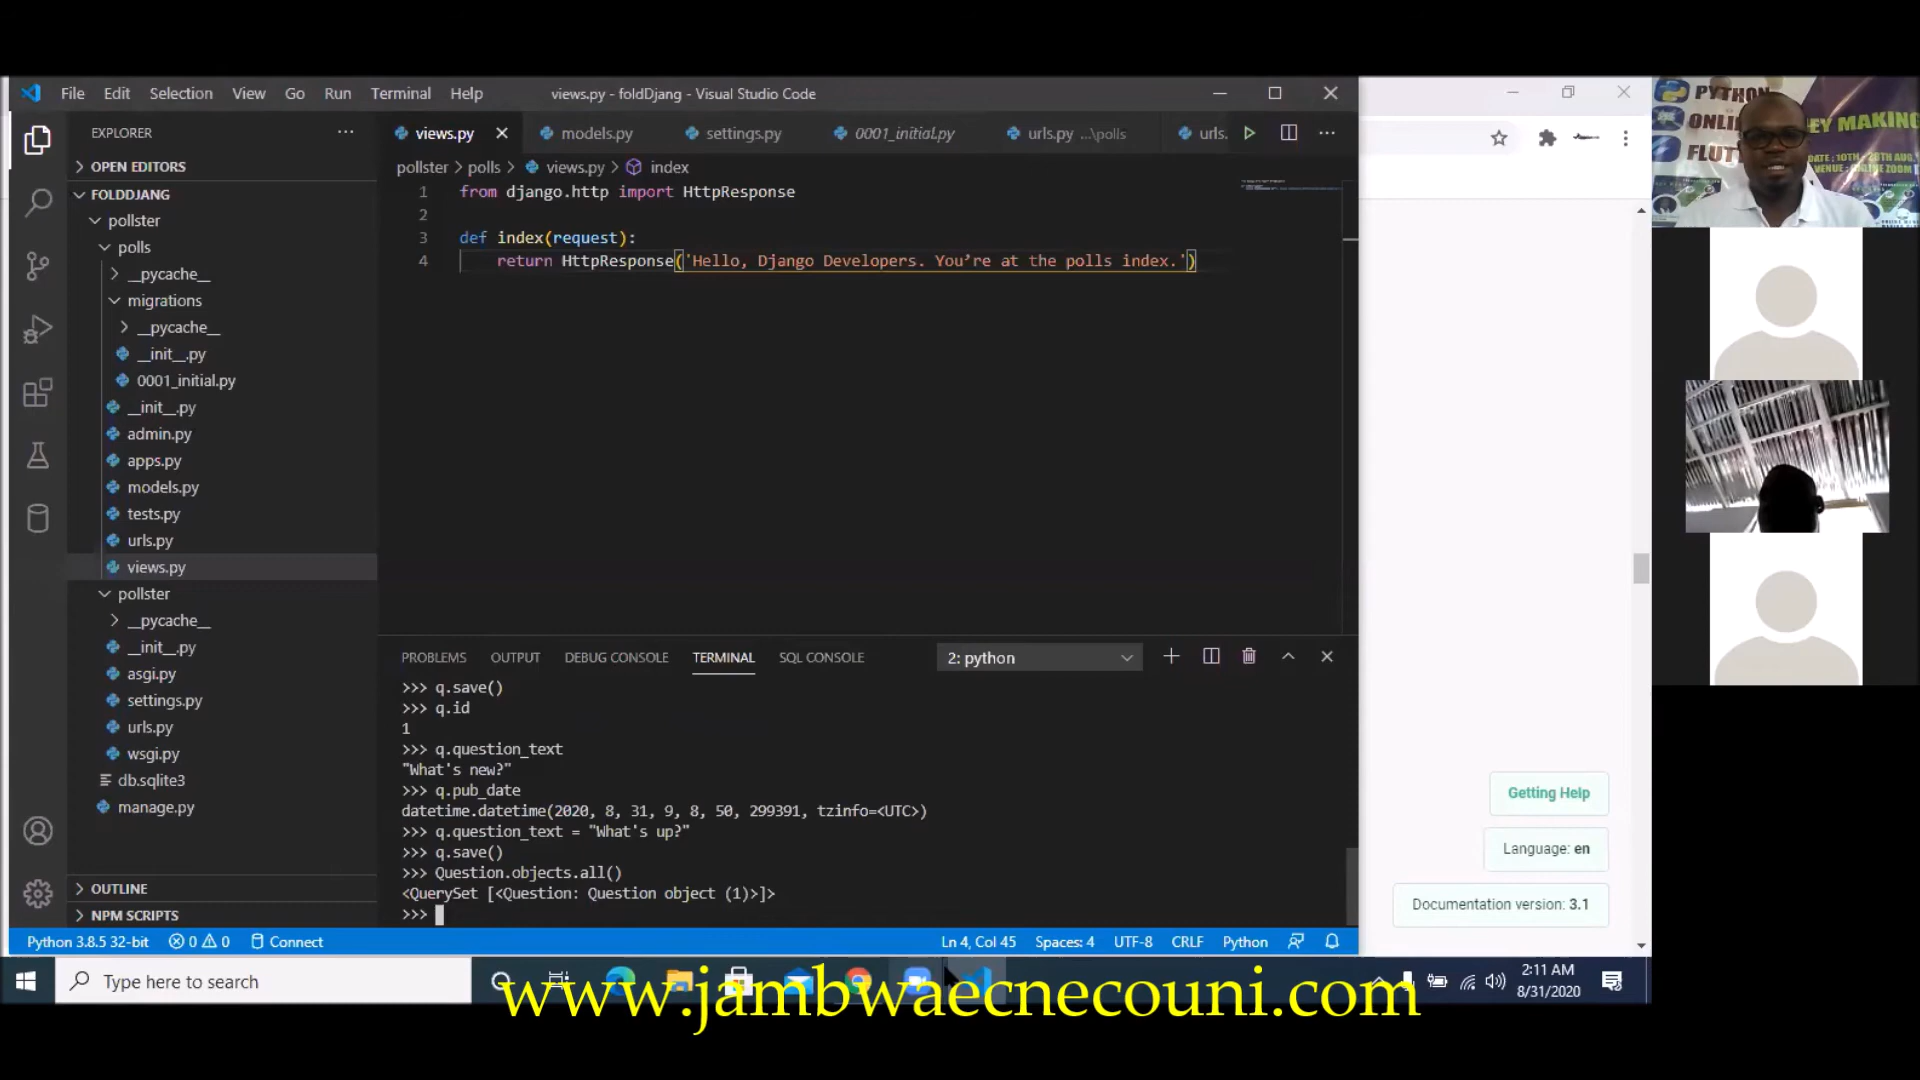 File Edit Selection View Go Run Terminal Help
views.py - foldDjang - Visual Studio Code
EXPLORER
OPEN EDITORS
FOLDDJANG
pollster
polls
__pycache__
migrations
__pycache__
__init__.py
0001_initial.py
__init__.py
admin.py
apps.py
models.py
tests.py
urls.py
views.py
pollster
__pycache__
__init__.py
asgi.py
settings.py
urls.py
wsgi.py
db.sqlite3
manage.py
OUTLINE
NPM SCRIPTS
views.py models.py settings.py 0001_initial.py urls.py ...\polls urls.
pollster > polls > views.py > index
1 from django.http import HttpResponse
2
3 def index(request):
4 return HttpResponse('Hello, Django Developers. You’re at the polls index.')
PROBLEMS OUTPUT DEBUG CONSOLE TERMINAL SQL CONSOLE 2: python
>>> q.save()
>>> q.id
1
>>> q.question_text
"What's new?"
>>> q.pub_date
datetime.datetime(2020, 8, 31, 9, 8, 50, 299391, tzinfo=<UTC>)
>>> q.question_text = "What's up?"
>>> q.save()
>>> Question.objects.all()
<QuerySet [<Question: Question object (1)>]>
>>>
Python 3.8.5 32-bit 0 0 Connect Ln 4, Col 45 Spaces: 4 UTF-8 CRLF Python
Getting Help
Language: en
Documentation version: 3.1
PYTHON
EY MAKING
DATE : 10TH - 28TH AUG,
Type here to search
2:11 AM
8/31/2020
www.jambwaecnecouni.com